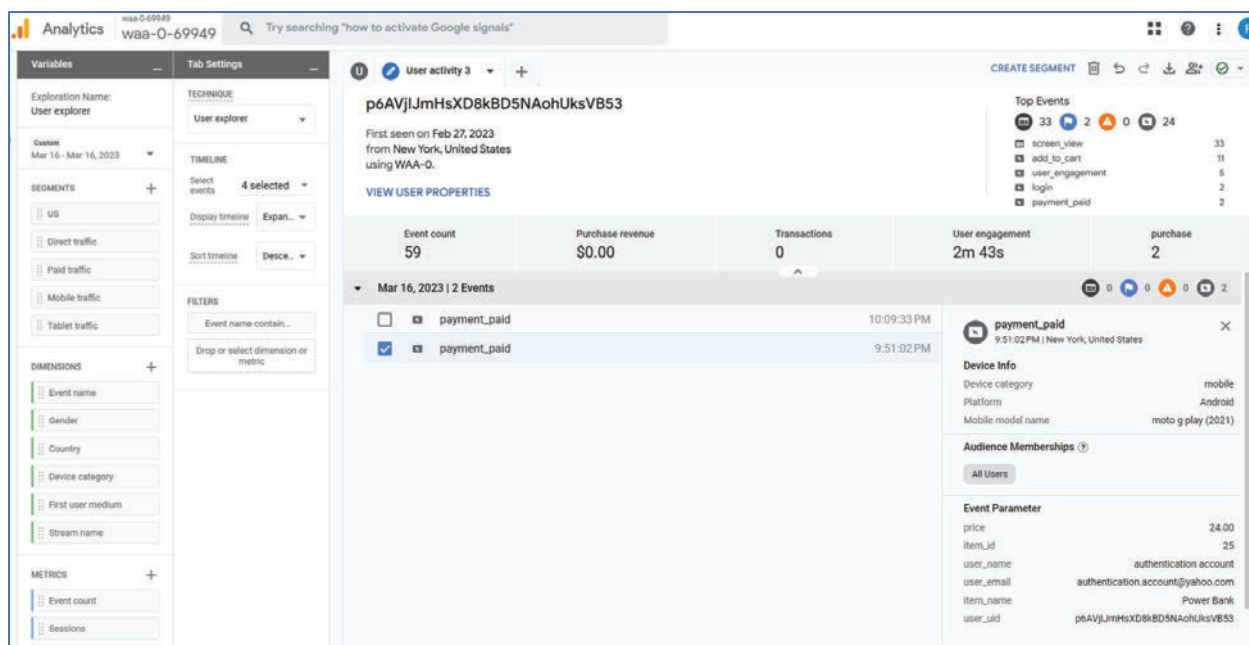 Analytics
waa-0-69949
waa-0-69949
Try searching "how to activate Google signals"
Variables
Exploration Name:
User explorer
Custom
Mar 16 - Mar 16, 2023
SEGMENTS
US
Direct traffic
Paid traffic
Mobile traffic
Tablet traffic
DIMENSIONS
Event name
Gender
Country
Device category
First user medium
Stream name
METRICS
Event count
Sessions
Tab Settings
TECHNIQUE
User explorer
TIMELINE
Select events 4 selected
Display timeline Expan...
Sort timeline Desce...
FILTERS
Event name contain...
Drop or select dimension or
metric
U User activity 3
CREATE SEGMENT
p6AVjIJmHsXD8kBD5NAohUksVB53
First seen on Feb 27, 2023
from New York, United States
using WAA-0.
VIEW USER PROPERTIES
Top Events
33 2 0 24
screen_view 33
add_to_cart 11
user_engagement 5
login 2
payment_paid 2
Event count Purchase revenue Transactions User engagement purchase
59 $0.00 0 2m 43s 2
Mar 16, 2023 | 2 Events 0 0 0 2
payment_paid 10:09:33 PM
payment_paid 9:51:02 PM
payment_paid
9:51:02 PM | New York, United States
Device Info
Device category mobile
Platform Android
Mobile model name moto g play (2021)
Audience Memberships
All Users
Event Parameter
price 24.00
item_id 25
user_name authentication account
user_email authentication.account@yahoo.com
item_name Power Bank
user_uid p6AVjIJmHsXD8kBD5NAohUksVB53